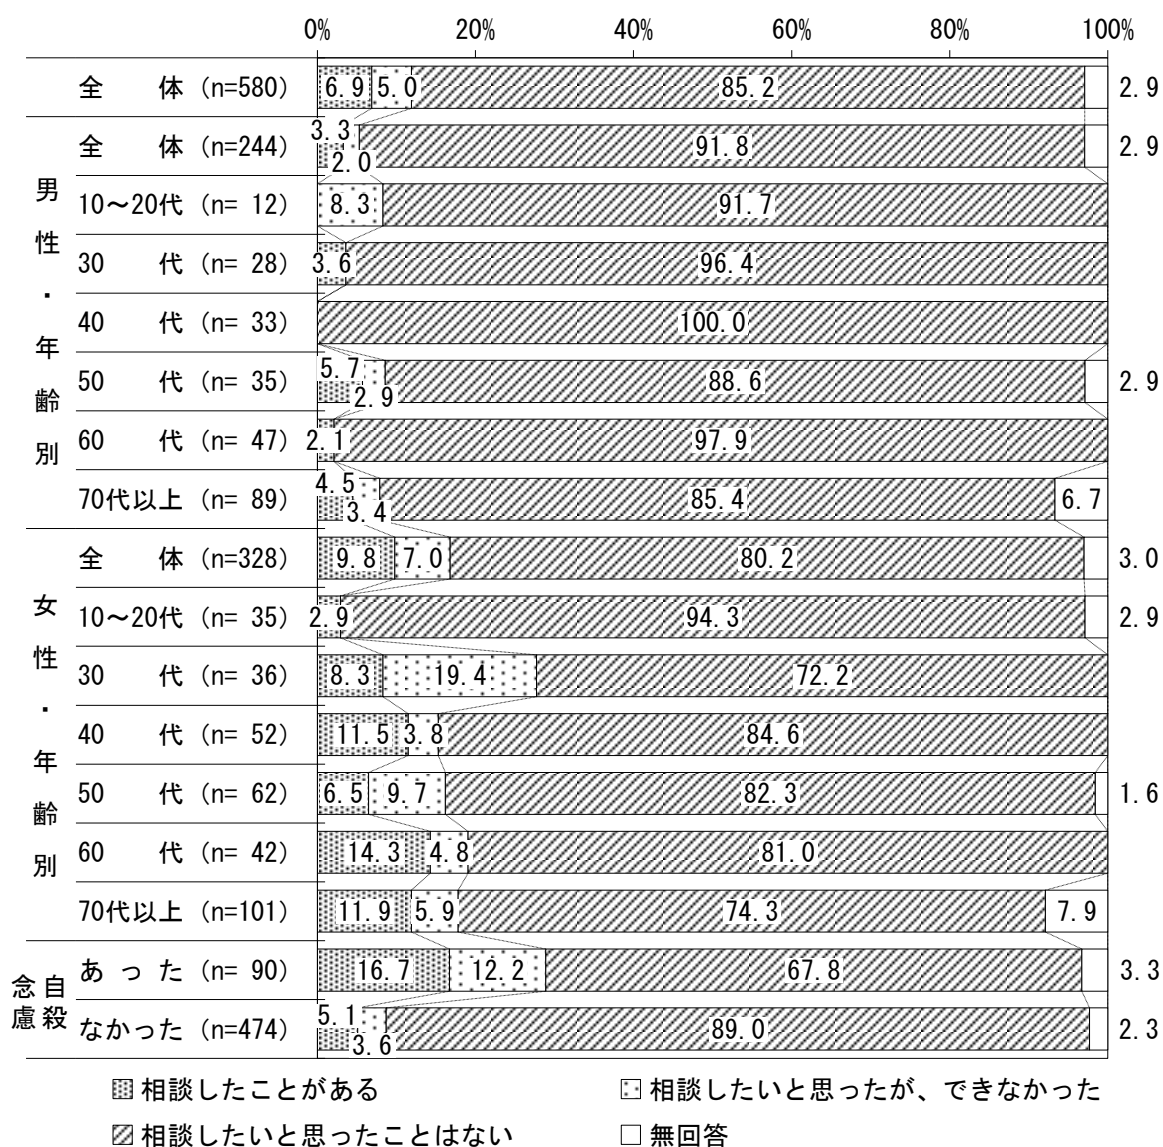 0% 20% 40% 60% 80% 100%
全 体 (n=580) 6.9 5.0 85.2 2.9
男性・年齢別
全 体 (n=244) 3.3 2.0 91.8 2.9
10～20代 (n= 12) 8.3 91.7
30 代 (n= 28) 3.6 96.4
40 代 (n= 33) 100.0
50 代 (n= 35) 5.7 2.9 88.6 2.9
60 代 (n= 47) 2.1 97.9
70代以上 (n= 89) 4.5 3.4 85.4 6.7
女性・年齢別
全 体 (n=328) 9.8 7.0 80.2 3.0
10～20代 (n= 35) 2.9 94.3 2.9
30 代 (n= 36) 8.3 19.4 72.2
40 代 (n= 52) 11.5 3.8 84.6
50 代 (n= 62) 6.5 9.7 82.3 1.6
60 代 (n= 42) 14.3 4.8 81.0
70代以上 (n=101) 11.9 5.9 74.3 7.9
自殺念慮
あった (n= 90) 16.7 12.2 67.8 3.3
なかった (n=474) 5.1 3.6 89.0 2.3
相談したことがある
相談したいと思ったが、できなかった
相談したいと思ったことはない
無回答